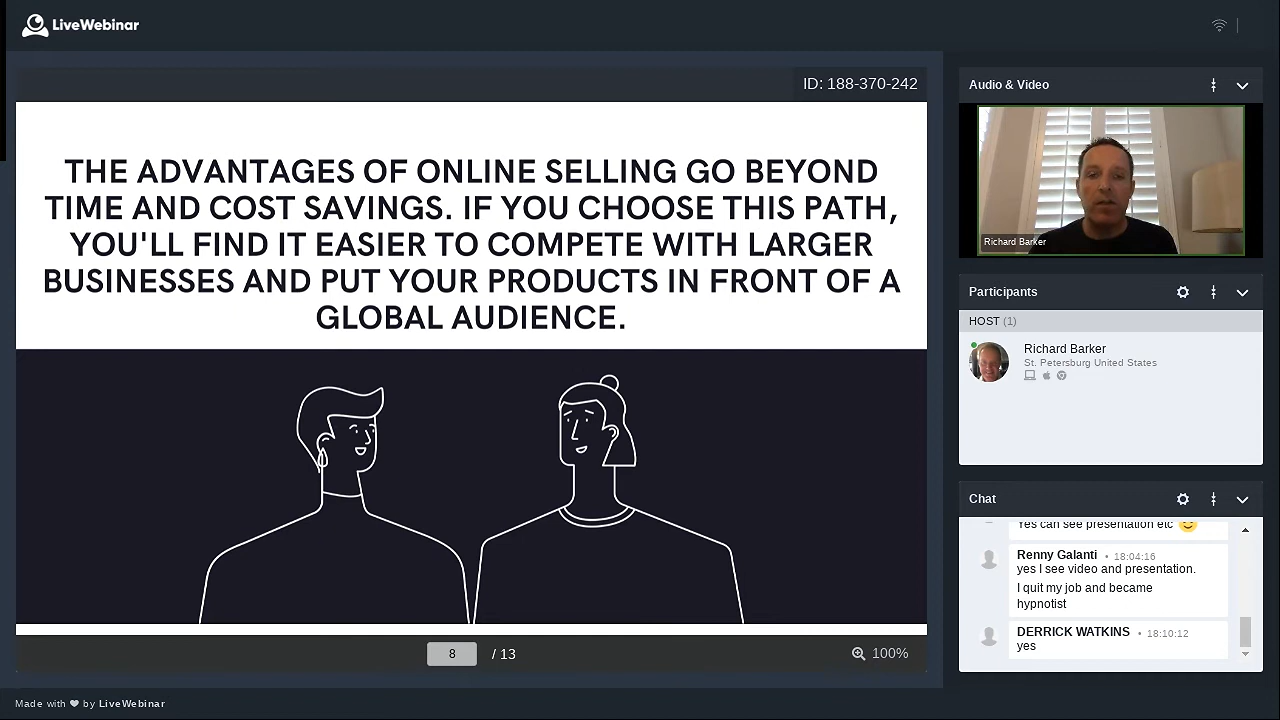 LiveWebinar
ID: 188-370-242
THE ADVANTAGES OF ONLINE SELLING GO BEYOND
TIME AND COST SAVINGS. IF YOU CHOOSE THIS PATH,
YOU'LL FIND IT EASIER TO COMPETE WITH LARGER
BUSINESSES AND PUT YOUR PRODUCTS IN FRONT OF A
GLOBAL AUDIENCE.
8 / 13
100%
Audio & Video
Richard Barker
Participants
HOST (1)
Richard Barker
St. Petersburg United States
Chat
Yes can see presentation etc
Renny Galanti • 18:04:16
yes I see video and presentation.
I quit my job and became
hypnotist
DERRICK WATKINS • 18:10:12
yes
Made with by LiveWebinar